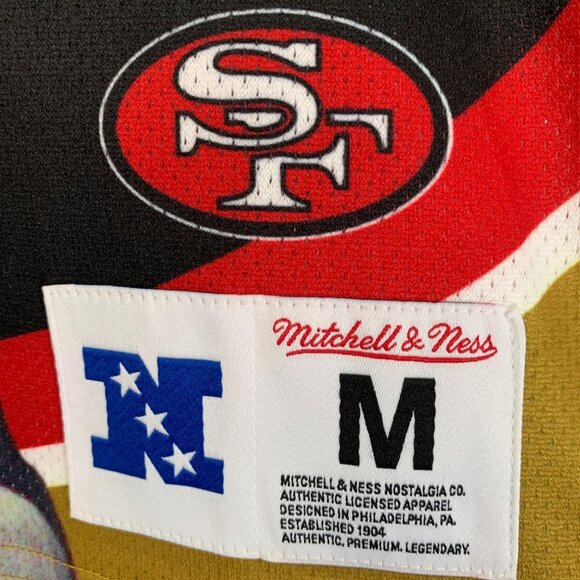 SF
N
Mitchell & Ness
M
MITCHELL & NESS NOSTALGIA CO.
AUTHENTIC LICENSED APPAREL
DESIGNED IN PHILADELPHIA, PA.
ESTABLISHED 1904
AUTHENTIC. PREMIUM. LEGENDARY.